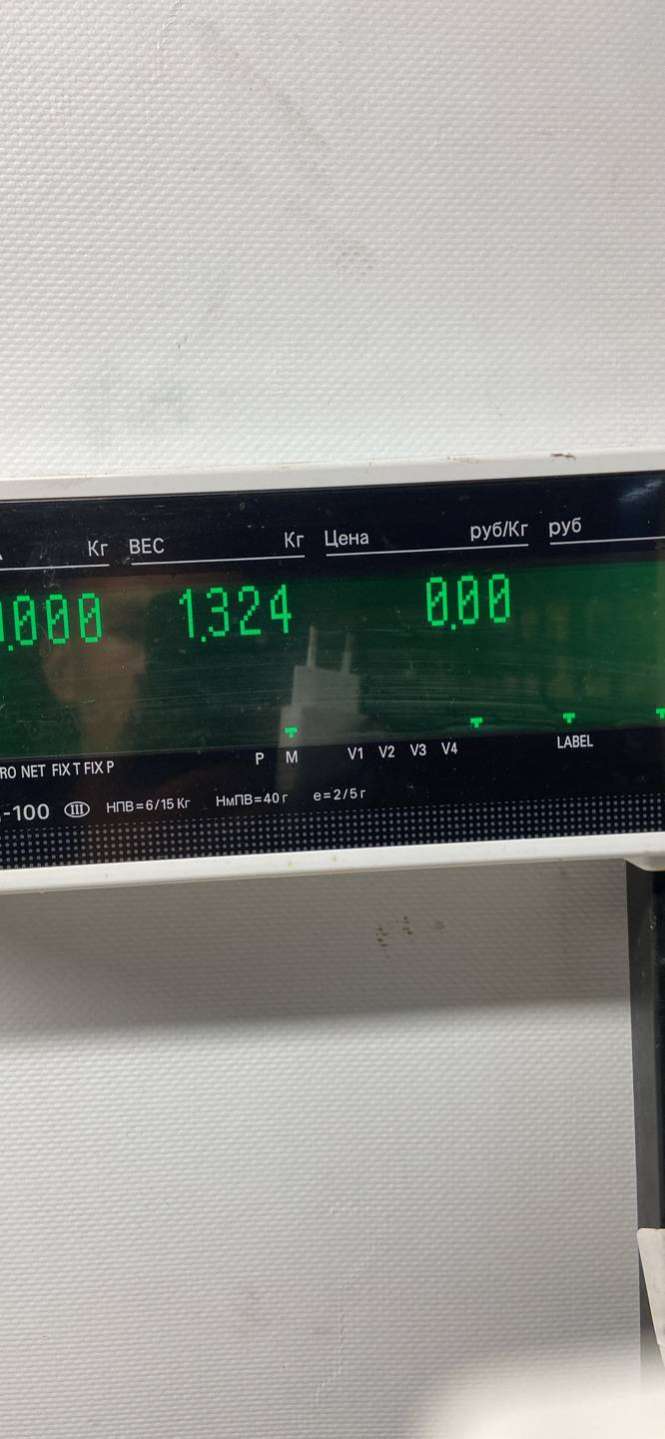 Кг ВЕС Кг Цена руб/Кг руб
.000 1.324 0.00
NET FIX T FIX P P M V1 V2 V3 V4 LABEL
-100 III НПВ=6/15 Кг НмПВ=40 г e=2/5 г